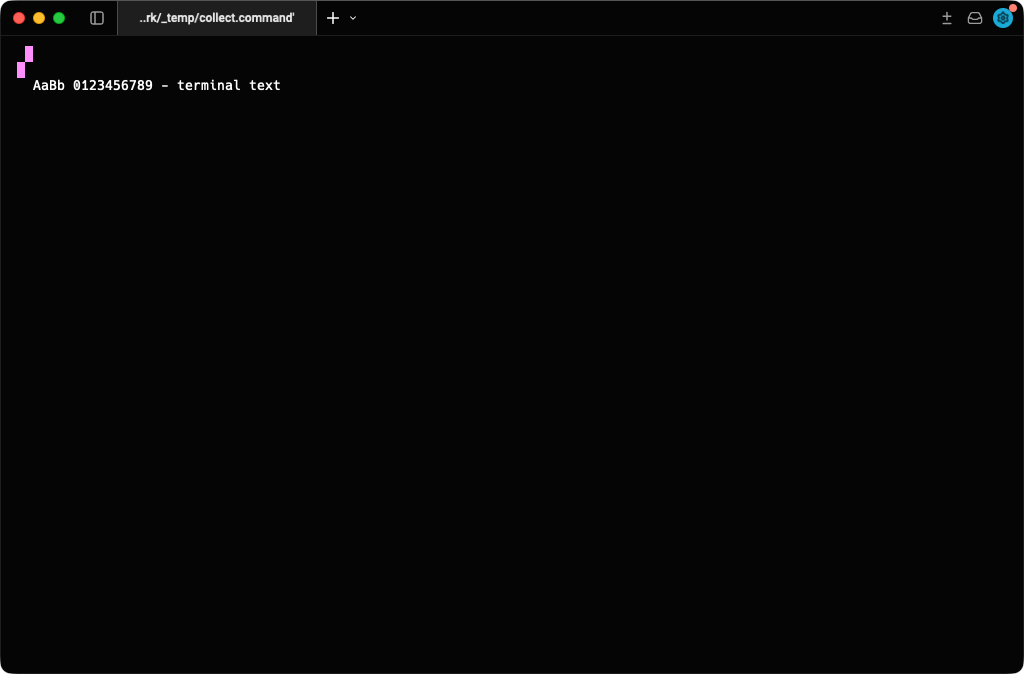 ..rk/_temp/collect.command'
AaBb 0123456789 – terminal text